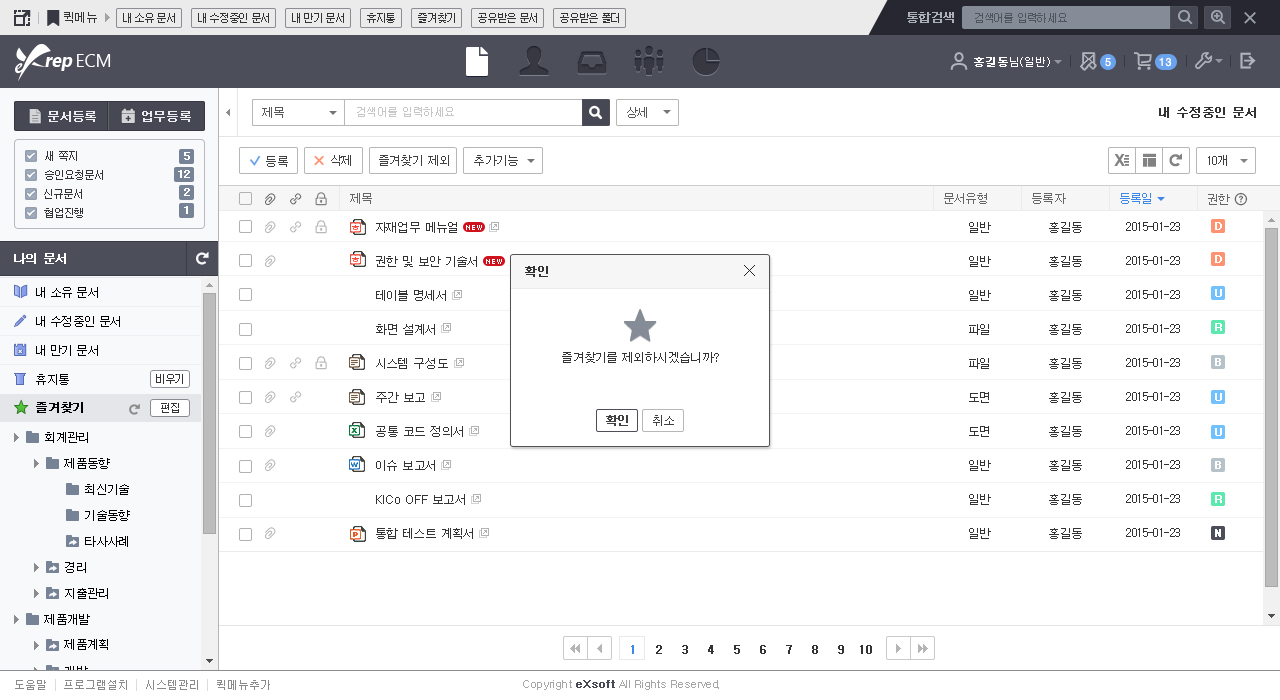 퀵메뉴 내 소유 문서 내 수정중인 문서 내 만기 문서 휴지통 즐겨찾기 공유받은 문서 공유받은 폴더 통합검색 검색어를 입력하세요
eXrep ECM 홍길동님(일반) 5 13
문서등록 업무등록
새 쪽지 5
승인요청문서 12
신규문서 2
협업진행 1
나의 문서
내 소유 문서
내 수정중인 문서
내 만기 문서
휴지통 비우기
즐겨찾기 편집
회계관리
제품동향
최신기술
기술동향
타사사례
경리
지출관리
제품개발
제품계획
개발
제목 검색어를 입력하세요 상세 내 수정중인 문서
등록 삭제 즐겨찾기 제외 추가기능 10개
제목 문서유형 등록자 등록일 권한
자재업무 메뉴얼 NEW 일반 홍길동 2015-01-23 D
권한 및 보안 기술서 NEW 일반 홍길동 2015-01-23 D
테이블 명세서 일반 홍길동 2015-01-23 U
화면 설계서 파일 홍길동 2015-01-23 R
시스템 구성도 파일 홍길동 2015-01-23 B
주간 보고 도면 홍길동 2015-01-23 U
공통 코드 정의서 도면 홍길동 2015-01-23 U
이슈 보고서 일반 홍길동 2015-01-23 B
KICo OFF 보고서 일반 홍길동 2015-01-23 R
통합 테스트 계획서 일반 홍길동 2015-01-23 N
확인
즐겨찾기를 제외하시겠습니까?
확인 취소
1 2 3 4 5 6 7 8 9 10
도움말 프로그램설치 시스템관리 퀵메뉴추가 Copyright eXsoft All Rights Reserved.